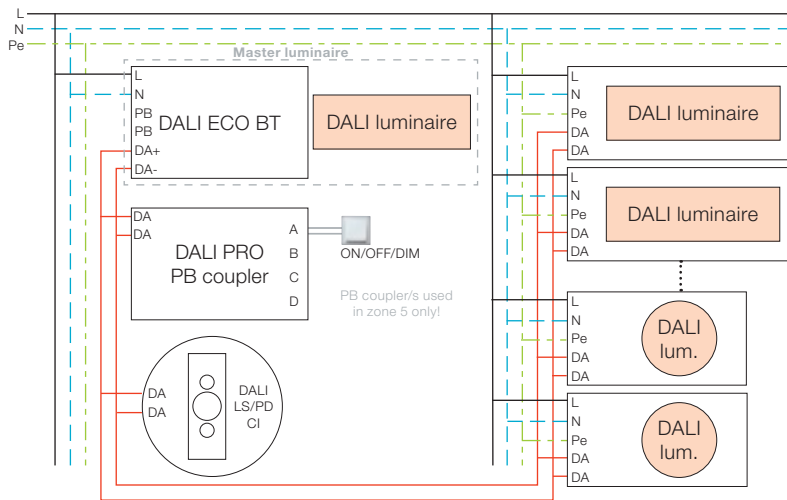 L
N
Pe
Master luminaire
L
N
PB
PB
DA+
DA-
DALI ECO BT
DALI luminaire
DA
DA
DALI PRO
PB coupler
A
B
C
D
ON/OFF/DIM
PB coupler/s used
in zone 5 only!
DA
DA
DALI
LS/PD
CI
L
N
Pe
DA
DA
DALI luminaire
L
N
Pe
DA
DA
DALI luminaire
L
N
Pe
DA
DA
DALI
lum.
L
N
Pe
DA
DA
DALI
lum.